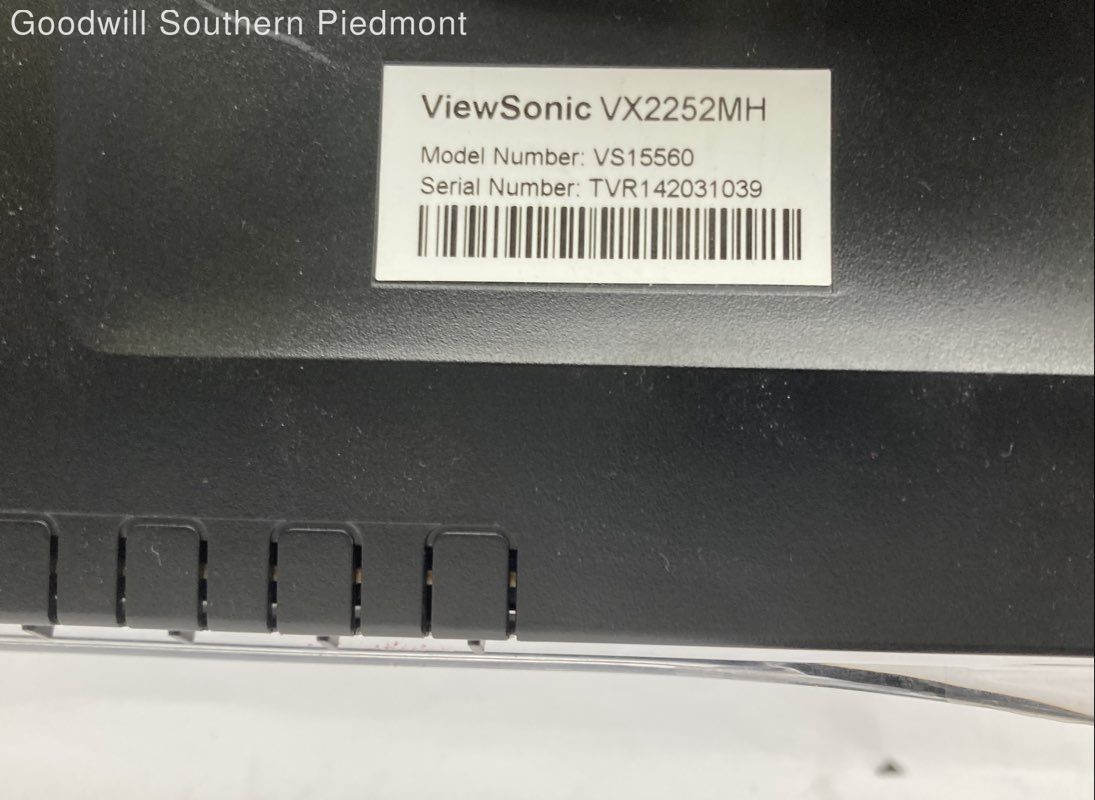 Goodwill Southern Piedmont
ViewSonic VX2252MH
Model Number: VS15560
Serial Number: TVR142031039